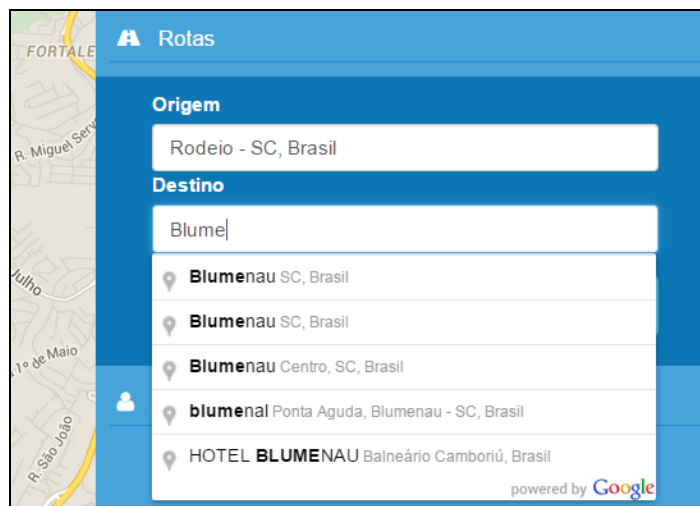 FORTALE
Rotas
R. Miguel Serv
Origem
Rodeio - SC, Brasil
Destino
Blume
Julho
Blumenau SC, Brasil
Blumenau SC, Brasil
Blumenau Centro, SC, Brasil
1º de Maio
blumenal Ponta Aguda, Blumenau - SC, Brasil
R. São João
HOTEL BLUMENAU Balneário Camboriú, Brasil
powered by Google